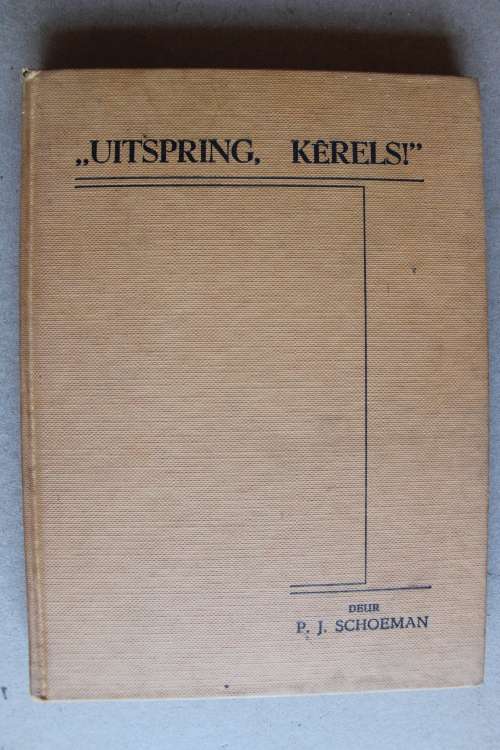 „UITSPRING, KÊRELS!”
DEUR
P. J. SCHOEMAN